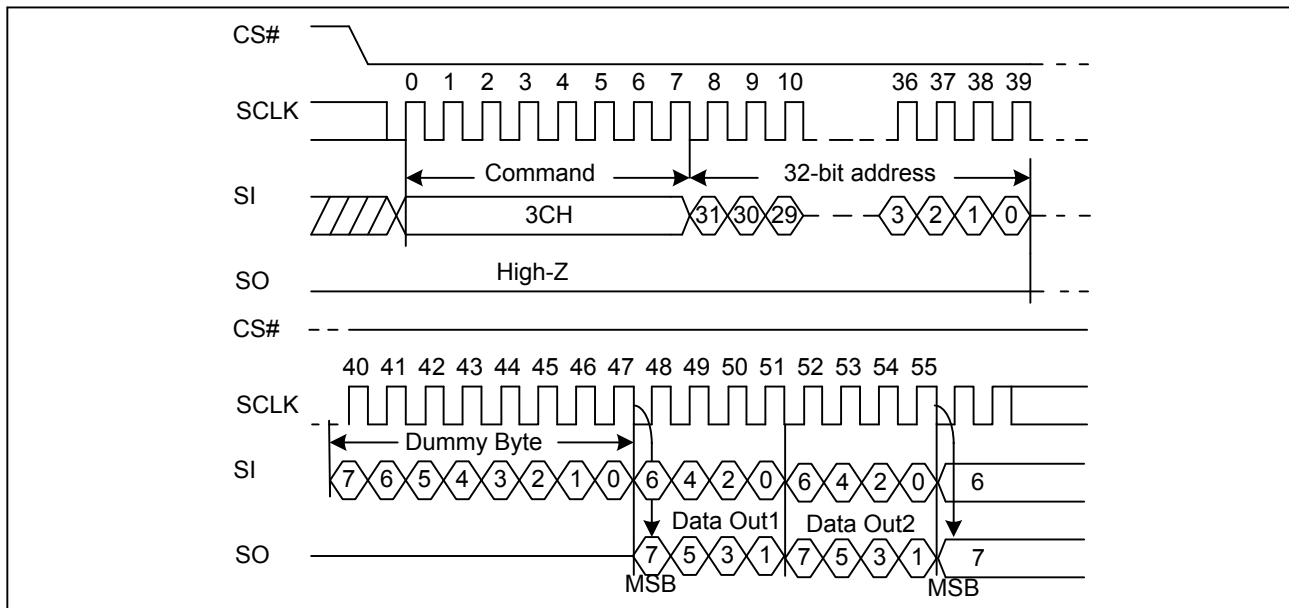 CS#
0 1 2 3 4 5 6 7 8 9 10 36 37 38 39
SCLK
Command 32-bit address
SI
3CH 31 30 29 3 2 1 0
High-Z
SO
CS#
40 41 42 43 44 45 46 47 48 49 50 51 52 53 54 55
SCLK
Dummy Byte
SI
7 6 5 4 3 2 1 0 6 4 2 0 6 4 2 0 6
Data Out1 Data Out2
SO
7 5 3 1 7 5 3 1 7
MSB MSB